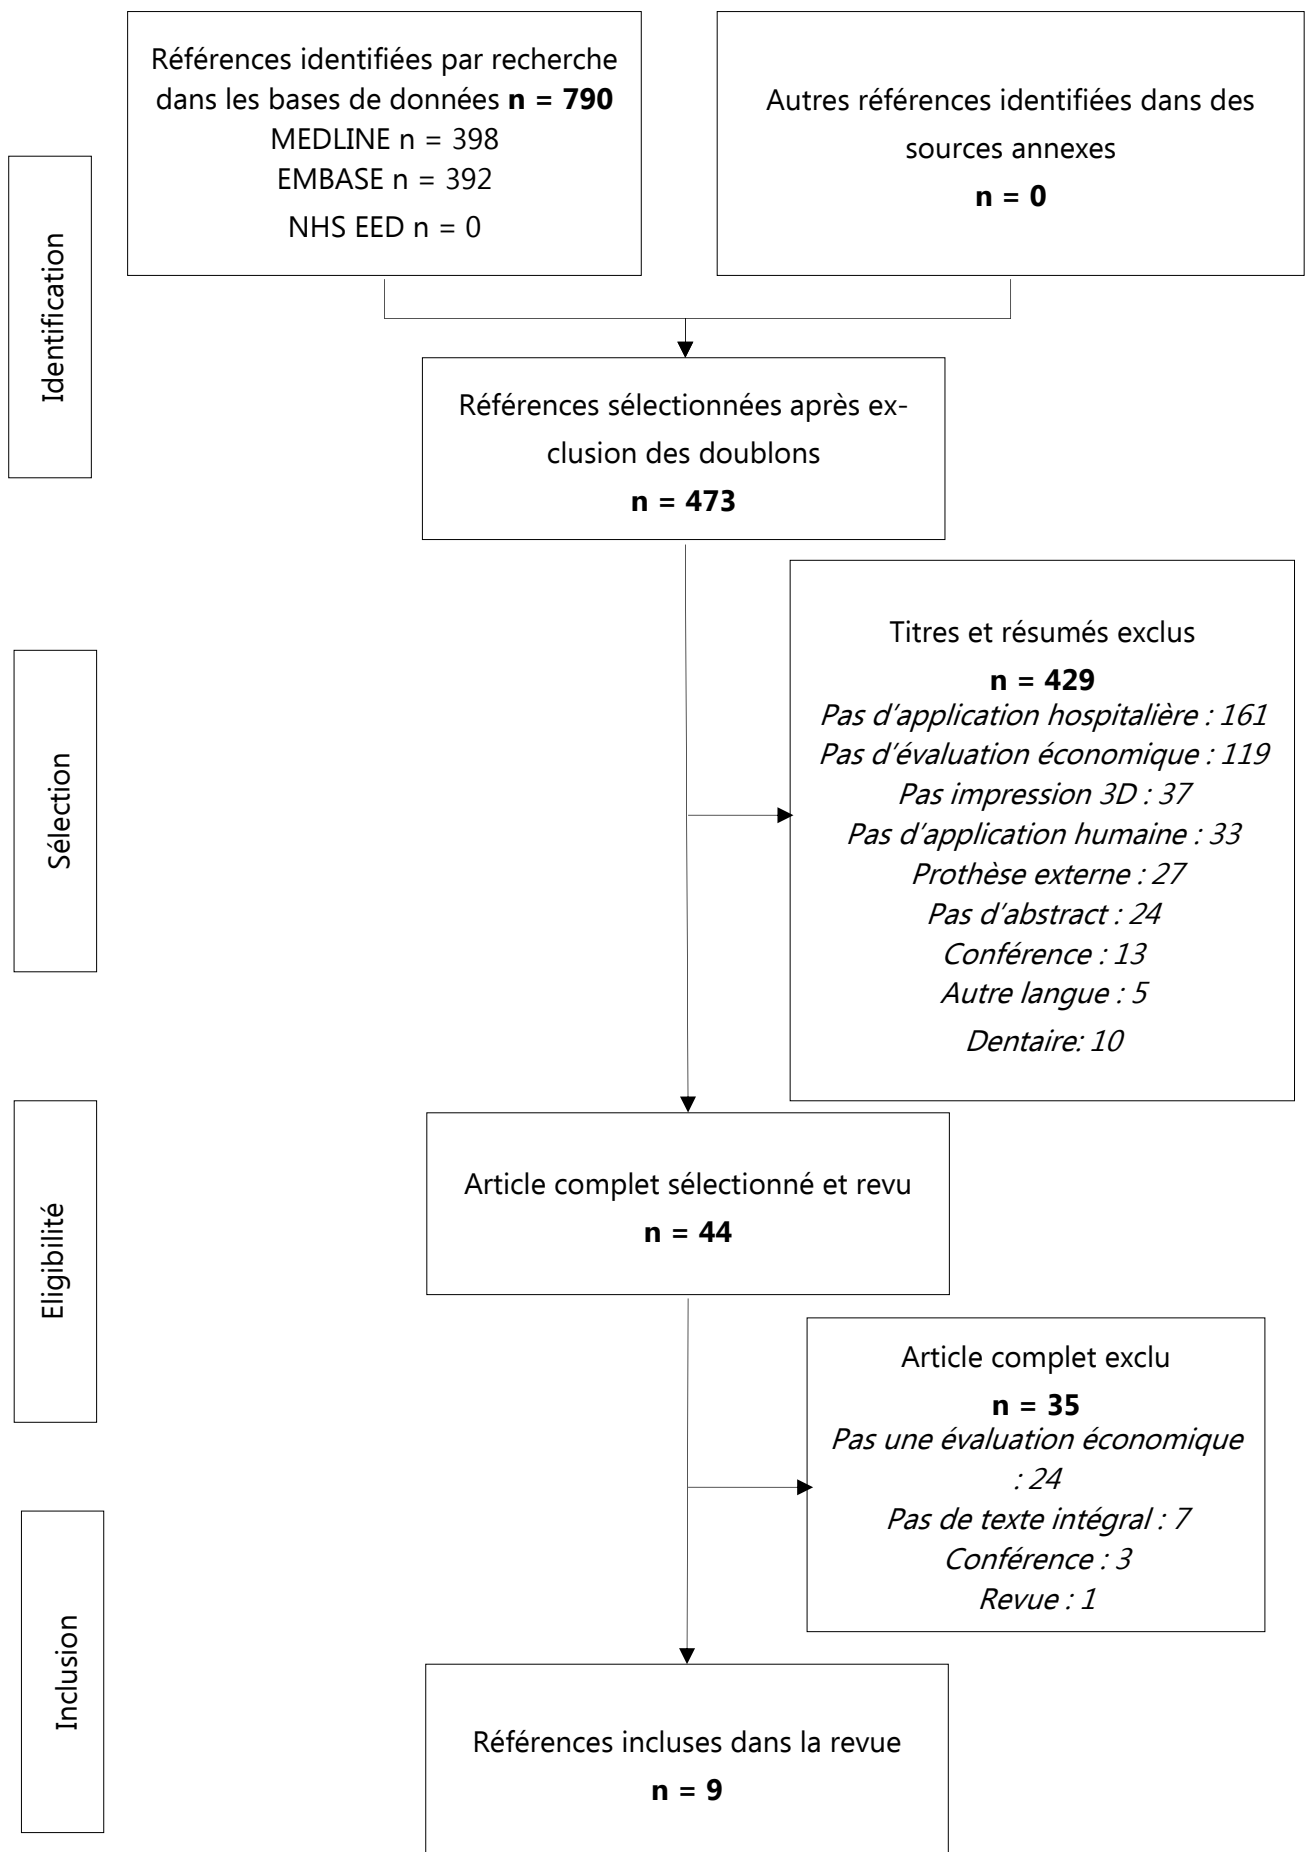 Références identifiées par recherche
dans les bases de données n = 790
MEDLINE n = 398
EMBASE n = 392
NHS EED n = 0
Autres références identifiées dans des
sources annexes
n = 0
Identification
Références sélectionnées après ex-
clusion des doublons
n = 473
Sélection
Titres et résumés exclus
n = 429
Pas d’application hospitalière : 161
Pas d’évaluation économique : 119
Pas impression 3D : 37
Pas d’application humaine : 33
Prothèse externe : 27
Pas d’abstract : 24
Conférence : 13
Autre langue : 5
Dentaire: 10
Eligibilité
Article complet sélectionné et revu
n = 44
Article complet exclu
n = 35
Pas une évaluation économique
: 24
Pas de texte intégral : 7
Conférence : 3
Revue : 1
Inclusion
Références incluses dans la revue
n = 9